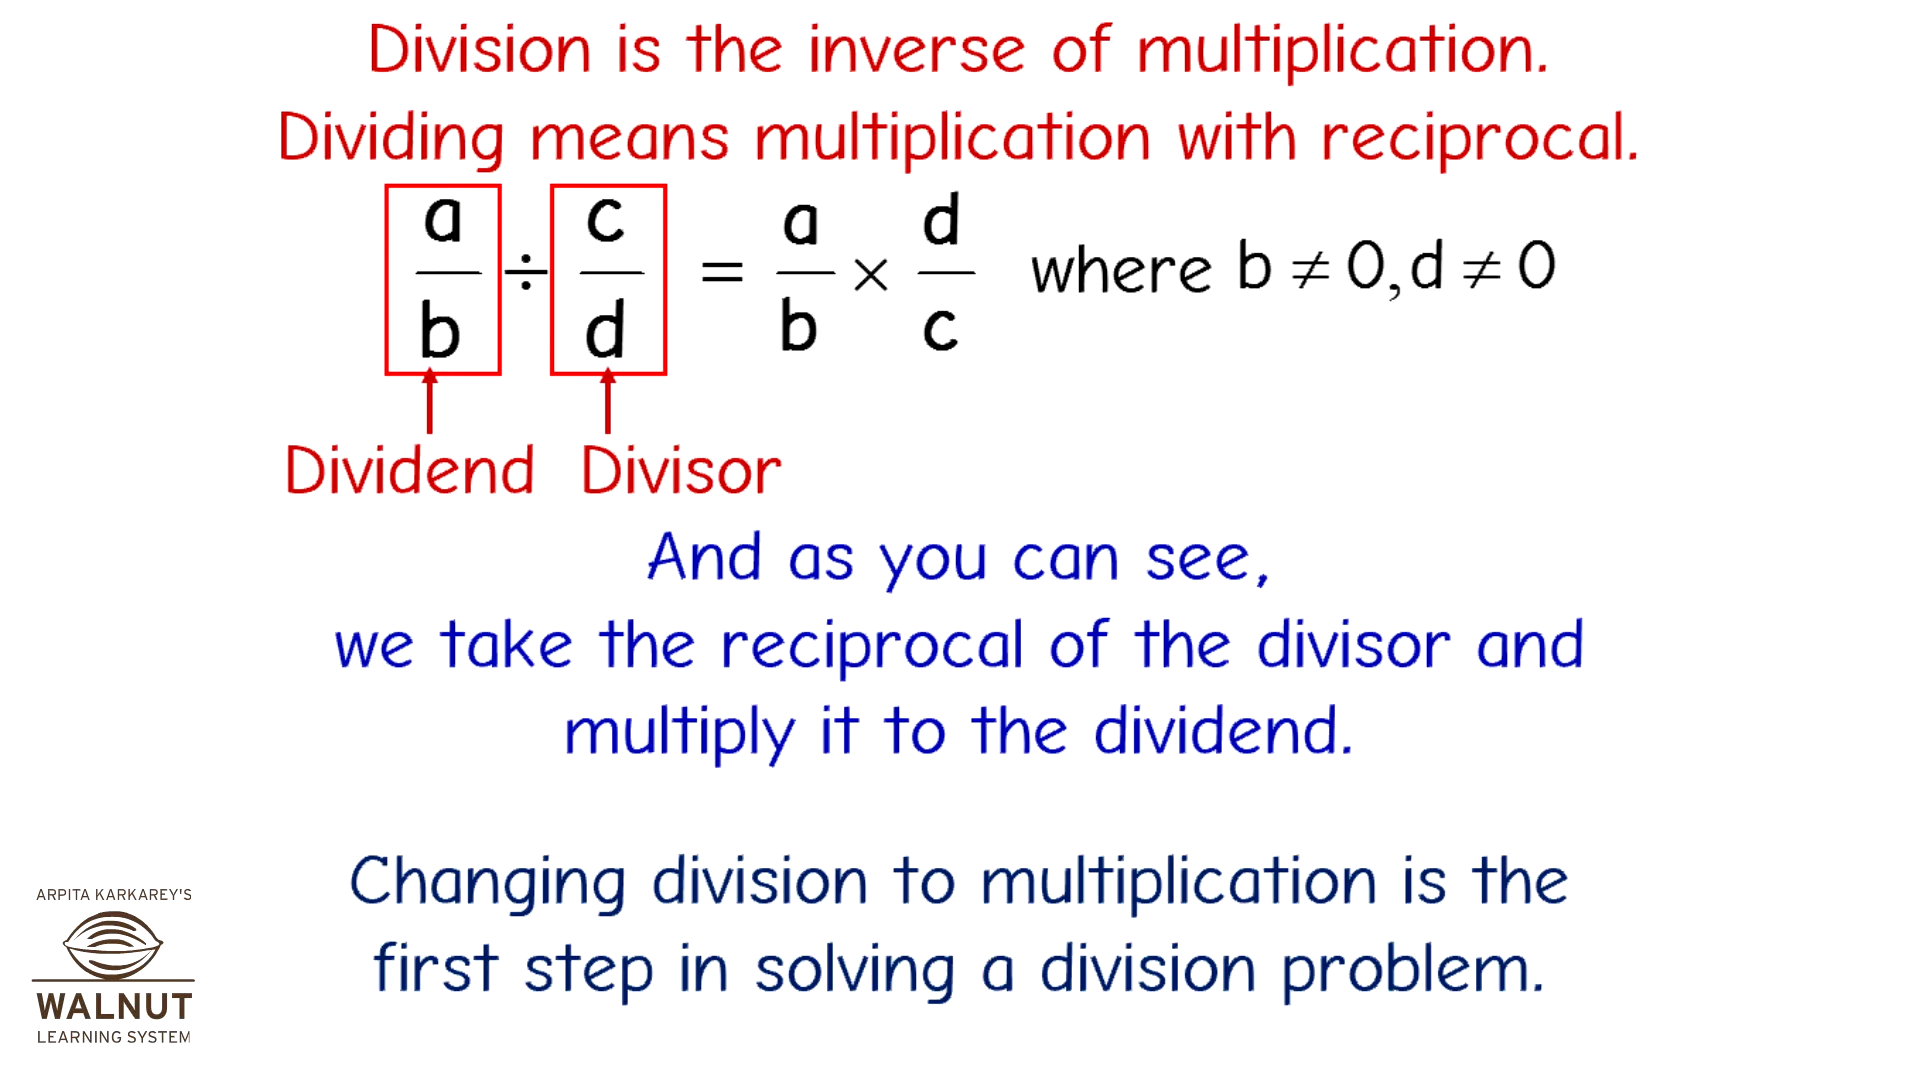 Division is the inverse of multiplication.
Dividing means multiplication with reciprocal.
a/b ÷ c/d = a/b × d/c where b ≠ 0, d ≠ 0
Dividend Divisor
And as you can see,
we take the reciprocal of the divisor and
multiply it to the dividend.
Changing division to multiplication is the
first step in solving a division problem.
ARPITA KARKAREY'S
WALNUT
LEARNING SYSTEM